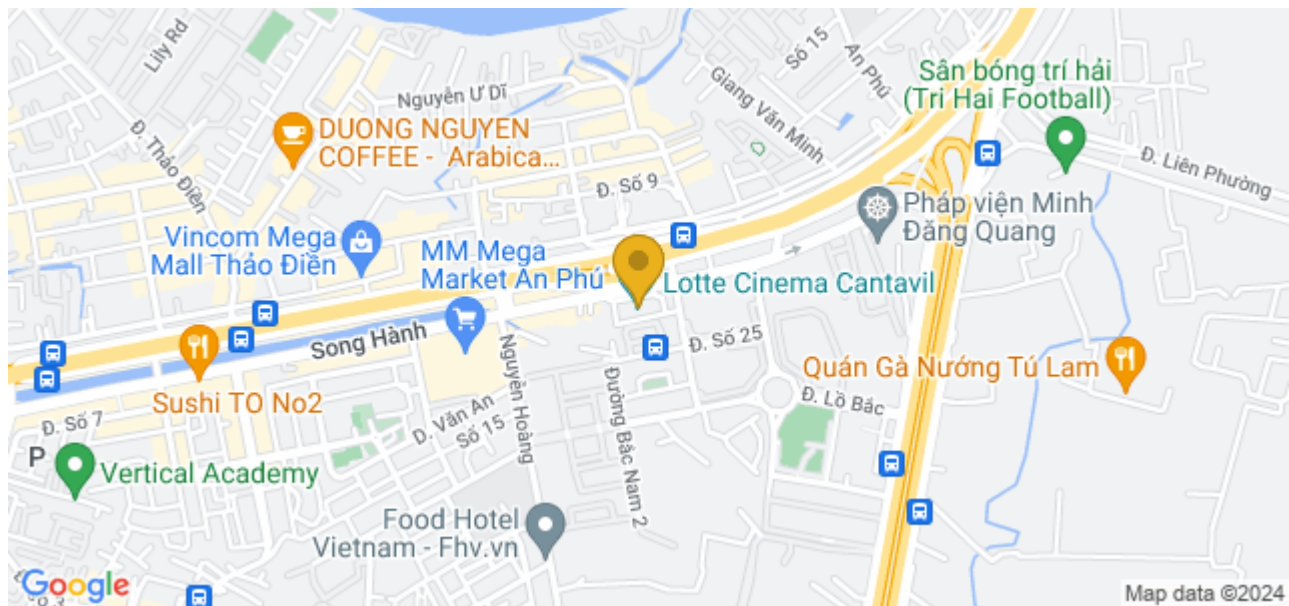 Lily Rd
Số 15
An Phú
Sân bóng trí hải
(Tri Hai Football)
Nguyễn Ư Dĩ
Giang Văn Minh
DUONG NGUYEN
COFFEE - Arabica...
Đ. Thảo Điền
Đ. Liên Phường
Đ. Số 9
Pháp viện Minh
Đăng Quang
Vincom Mega
Mall Thảo Điền
MM Mega
Market An Phú
Lotte Cinema Cantavil
Song Hành
Đ. Số 25
Nguyễn Hoàng
Quán Gà Nướng Tú Lam
Sushi TO No2
Đường Bắc Nam 2
Đ. Lồ Bắc
Đ. Văn An
Số 15
Đ. Số 7
P
Vertical Academy
Food Hotel
Vietnam - Fhv.vn
Google
Map data ©2024